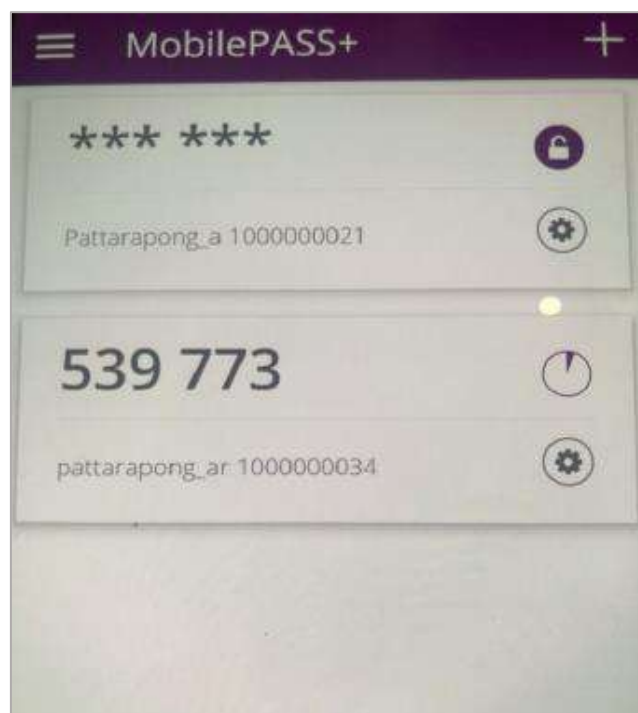 MobilePASS+
*** ***
Pattarapong_a 1000000021
539 773
pattarapong_ar 1000000034